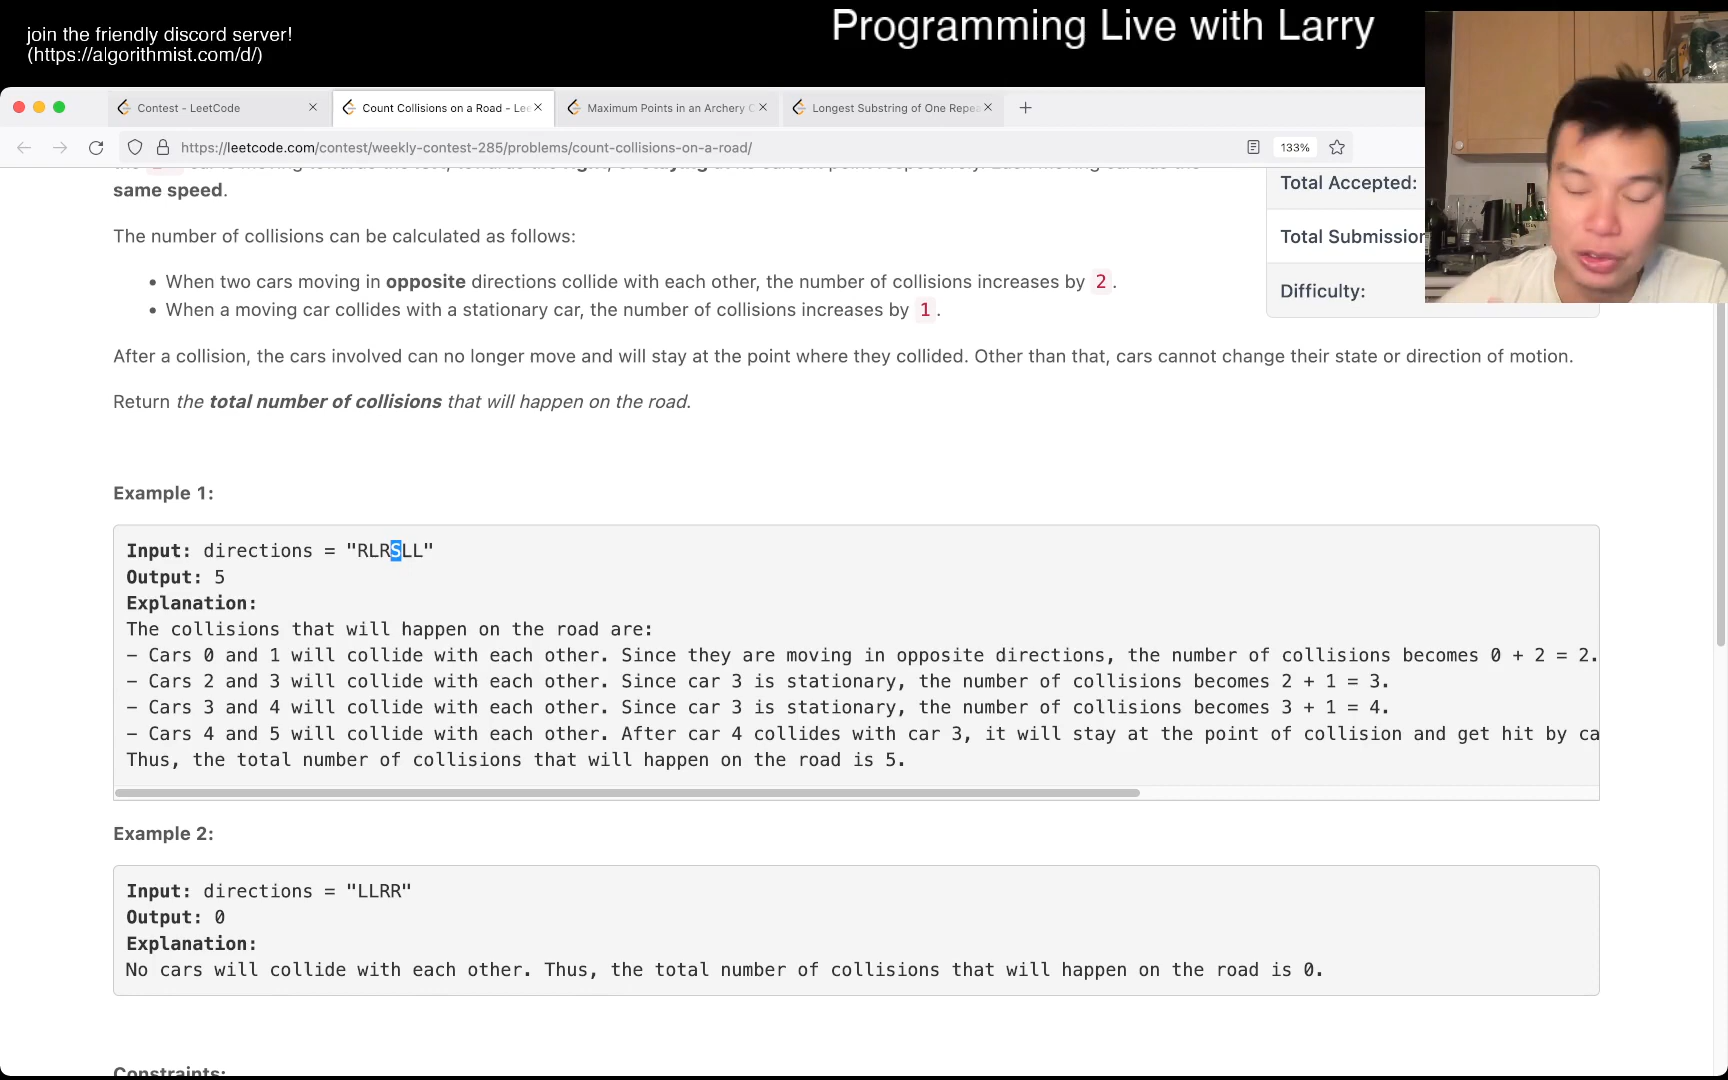 join the friendly discord server!
(https://algorithmist.com/d/)
Programming Live with Larry
Contest - LeetCode
Count Collisions on a Road - Lee
Maximum Points in an Archery C
Longest Substring of One Repea
https://leetcode.com/contest/weekly-contest-285/problems/count-collisions-on-a-road/
133%
same speed.
Total Accepted:
The number of collisions can be calculated as follows:
Total Submission
• When two cars moving in opposite directions collide with each other, the number of collisions increases by 2.
Difficulty:
• When a moving car collides with a stationary car, the number of collisions increases by 1.
After a collision, the cars involved can no longer move and will stay at the point where they collided. Other than that, cars cannot change their state or direction of motion.
Return the total number of collisions that will happen on the road.
Example 1:
Input: directions = "RLRSLL"
Output: 5
Explanation:
The collisions that will happen on the road are:
- Cars 0 and 1 will collide with each other. Since they are moving in opposite directions, the number of collisions becomes 0 + 2 = 2.
- Cars 2 and 3 will collide with each other. Since car 3 is stationary, the number of collisions becomes 2 + 1 = 3.
- Cars 3 and 4 will collide with each other. Since car 3 is stationary, the number of collisions becomes 3 + 1 = 4.
- Cars 4 and 5 will collide with each other. After car 4 collides with car 3, it will stay at the point of collision and get hit by ca
Thus, the total number of collisions that will happen on the road is 5.
Example 2:
Input: directions = "LLRR"
Output: 0
Explanation:
No cars will collide with each other. Thus, the total number of collisions that will happen on the road is 0.
Constraints: